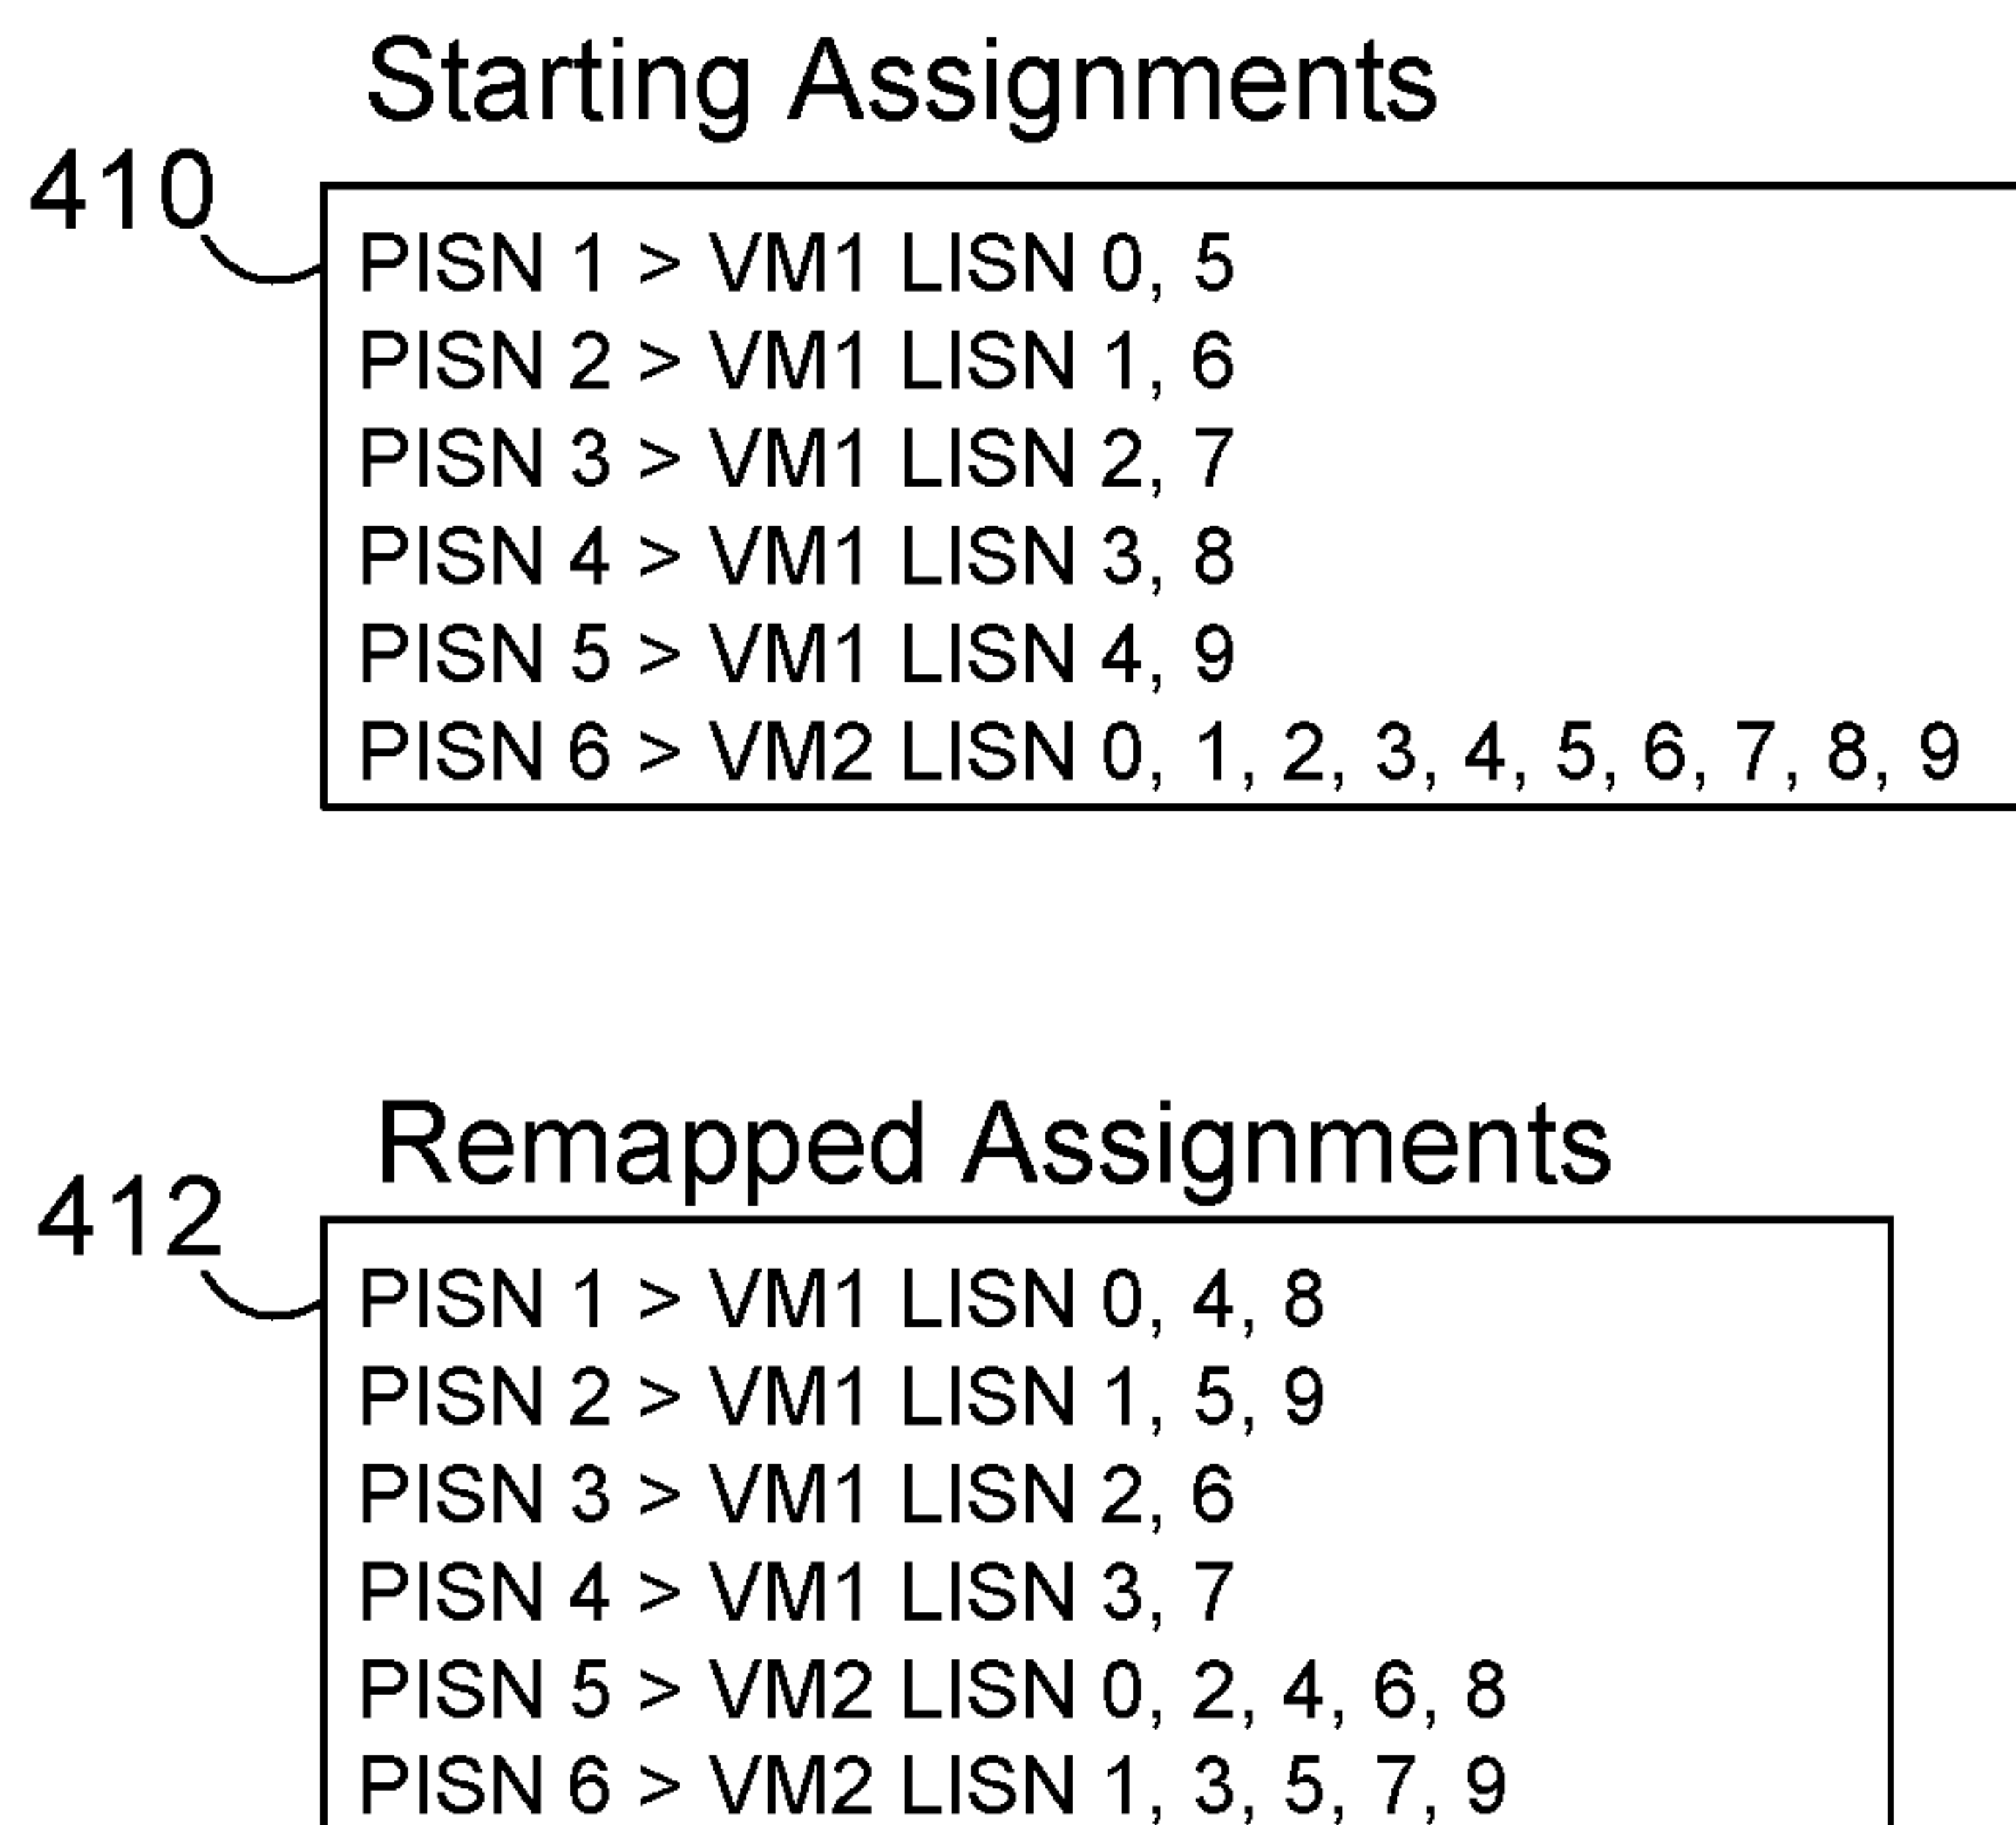 Starting Assignments
410
PISN 1 > VM1 LISN 0, 5
PISN 2 > VM1 LISN 1, 6
PISN 3 > VM1 LISN 2, 7
PISN 4 > VM1 LISN 3, 8
PISN 5 > VM1 LISN 4, 9
PISN 6 > VM2 LISN 0, 1, 2, 3, 4, 5, 6, 7, 8, 9
Remapped Assignments
412
PISN 1 > VM1 LISN 0, 4, 8
PISN 2 > VM1 LISN 1, 5, 9
PISN 3 > VM1 LISN 2, 6
PISN 4 > VM1 LISN 3, 7
PISN 5 > VM2 LISN 0, 2, 4, 6, 8
PISN 6 > VM2 LISN 1, 3, 5, 7, 9